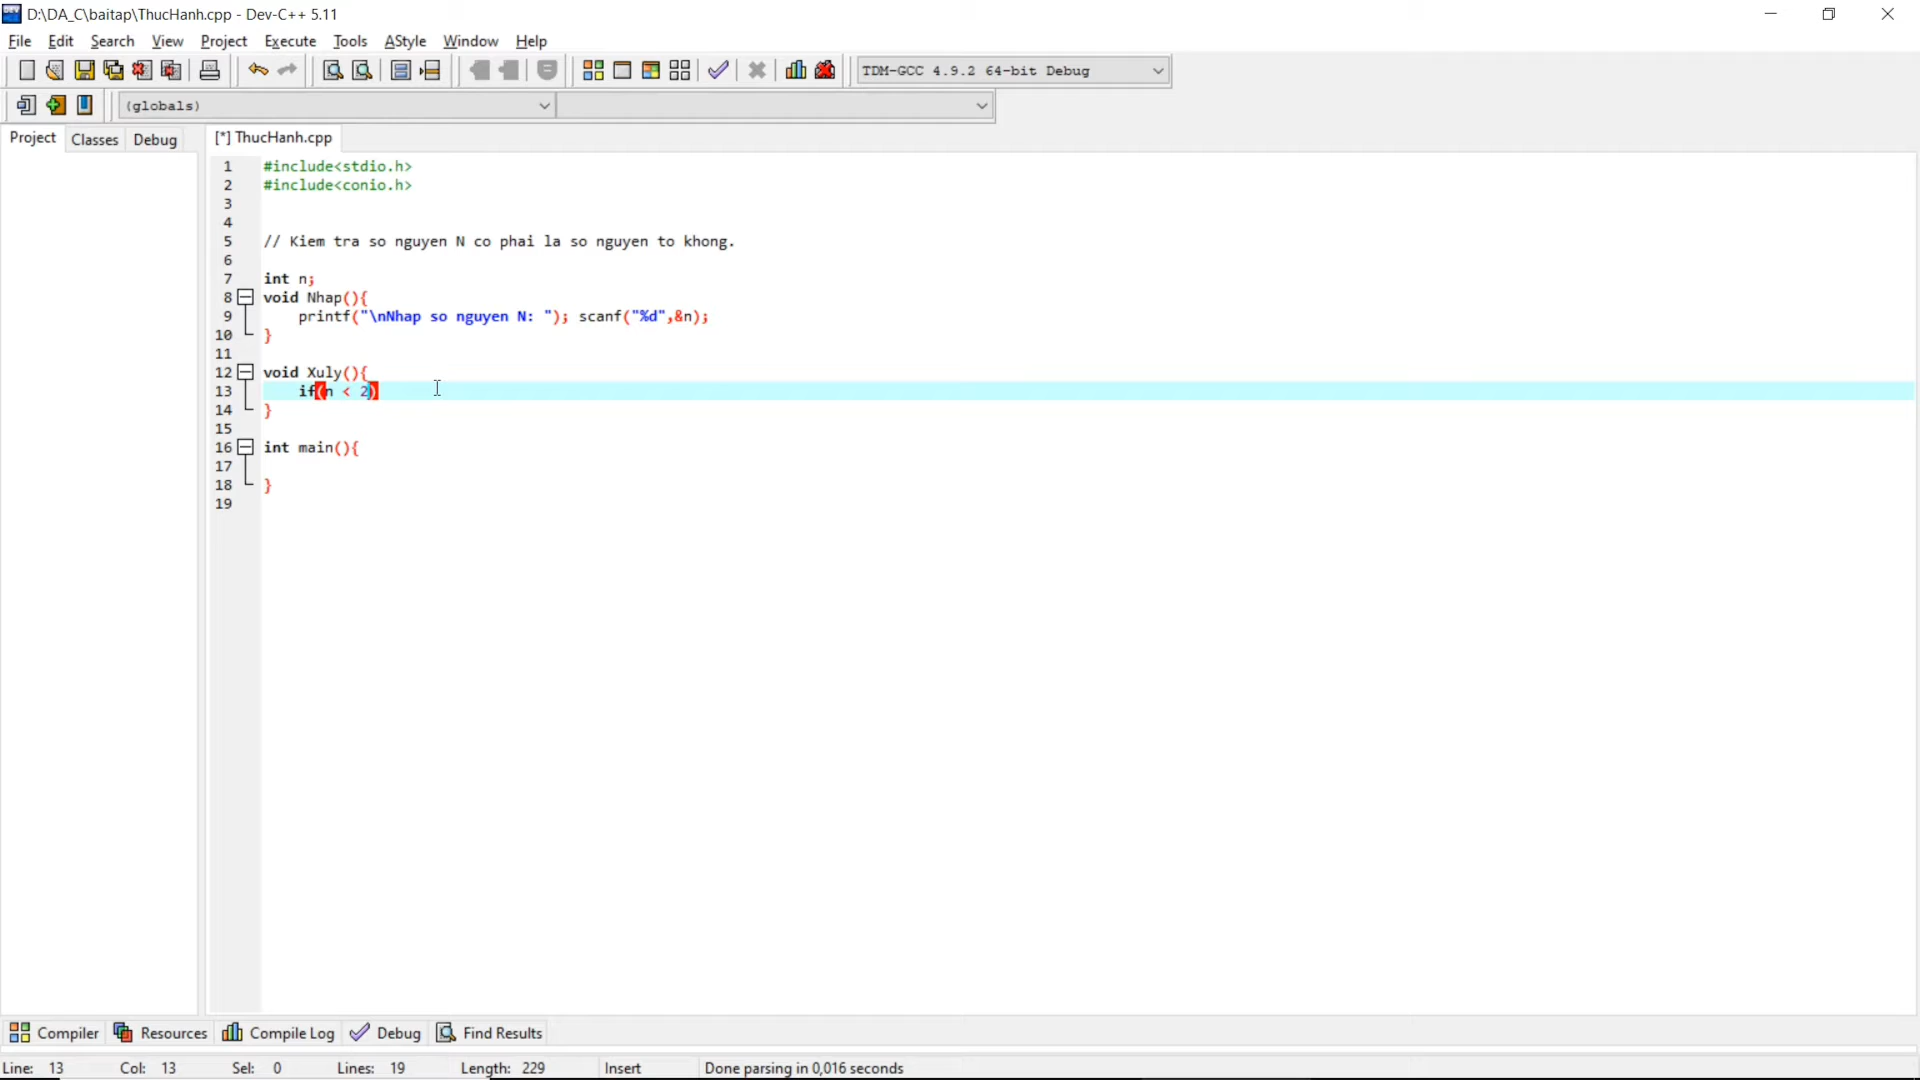 D:\DA_C\baitap\ThucHanh.cpp - Dev-C++ 5.11
File Edit Search View Project Execute Tools AStyle Window Help
TDM-GCC 4.9.2 64-bit Debug
(globals)
Project Classes Debug [*] ThucHanh.cpp
1 #include<stdio.h>
2 #include<conio.h>
3
4
5 // Kiem tra so nguyen N co phai la so nguyen to khong.
6
7 int n;
8 void Nhap(){
9 printf("\nNhap so nguyen N: "); scanf("%d",&n);
10 }
11
12 void Xuly(){
13 if(n < 2)
14 }
15
16 int main(){
17
18 }
19
Compiler Resources Compile Log Debug Find Results
Line: 13 Col: 13 Sel: 0 Lines: 19 Length: 229 Insert Done parsing in 0,016 seconds